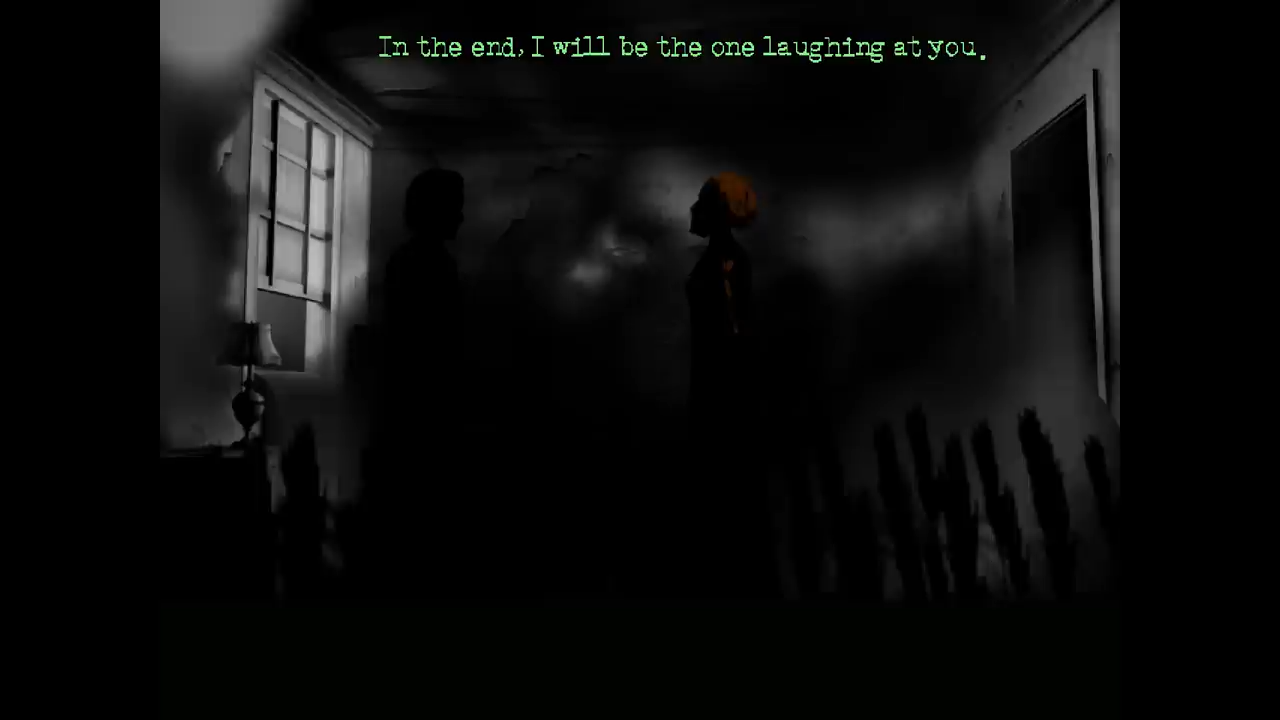 In the end, I will be the one laughing at you.